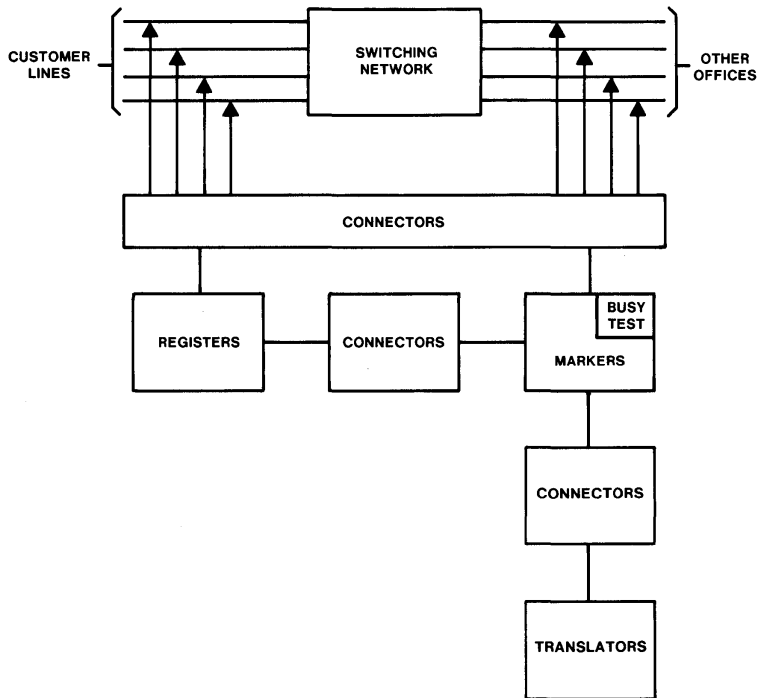 CUSTOMER
LINES
SWITCHING
NETWORK
OTHER
OFFICES
CONNECTORS
REGISTERS
CONNECTORS
BUSY
TEST
MARKERS
CONNECTORS
TRANSLATORS